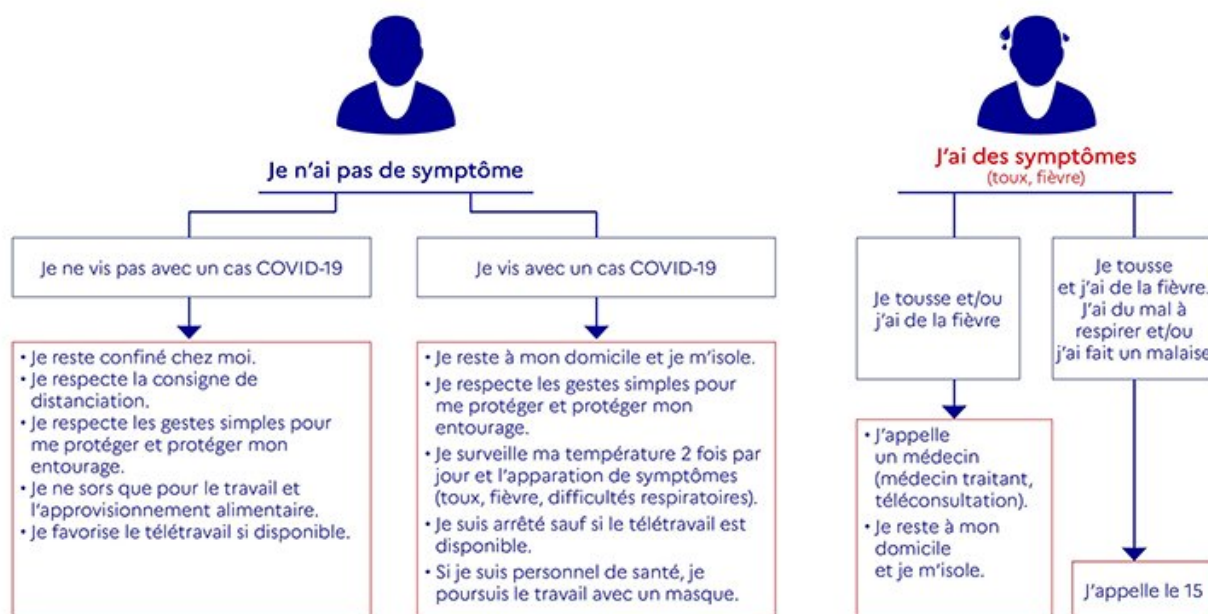 Je n'ai pas de symptôme
Je ne vis pas avec un cas COVID-19
• Je reste confiné chez moi.
• Je respecte la consigne de
distanciation.
• Je respecte les gestes simples pour
me protéger et protéger mon
entourage.
• Je ne sors que pour le travail et
l'approvisionnement alimentaire.
• Je favorise le télétravail si disponible.
Je vis avec un cas COVID-19
• Je reste à mon domicile et je m'isole.
• Je respecte les gestes simples pour
me protéger et protéger mon
entourage.
• Je surveille ma température 2 fois par
jour et l'apparation de symptômes
(toux, fièvre, difficultés respiratoires).
• Je suis arrêté sauf si le télétravail est
disponible.
• Si je suis personnel de santé, je
poursuis le travail avec un masque.
J'ai des symptômes
(toux, fièvre)
Je tousse et/ou
j'ai de la fièvre
• J'appelle
un médecin
(médecin traitant,
téléconsultation).
• Je reste à mon
domicile
et je m'isole.
Je tousse
et j'ai de la fièvre.
J'ai du mal à
respirer et/ou
j'ai fait un malaise
J'appelle le 15